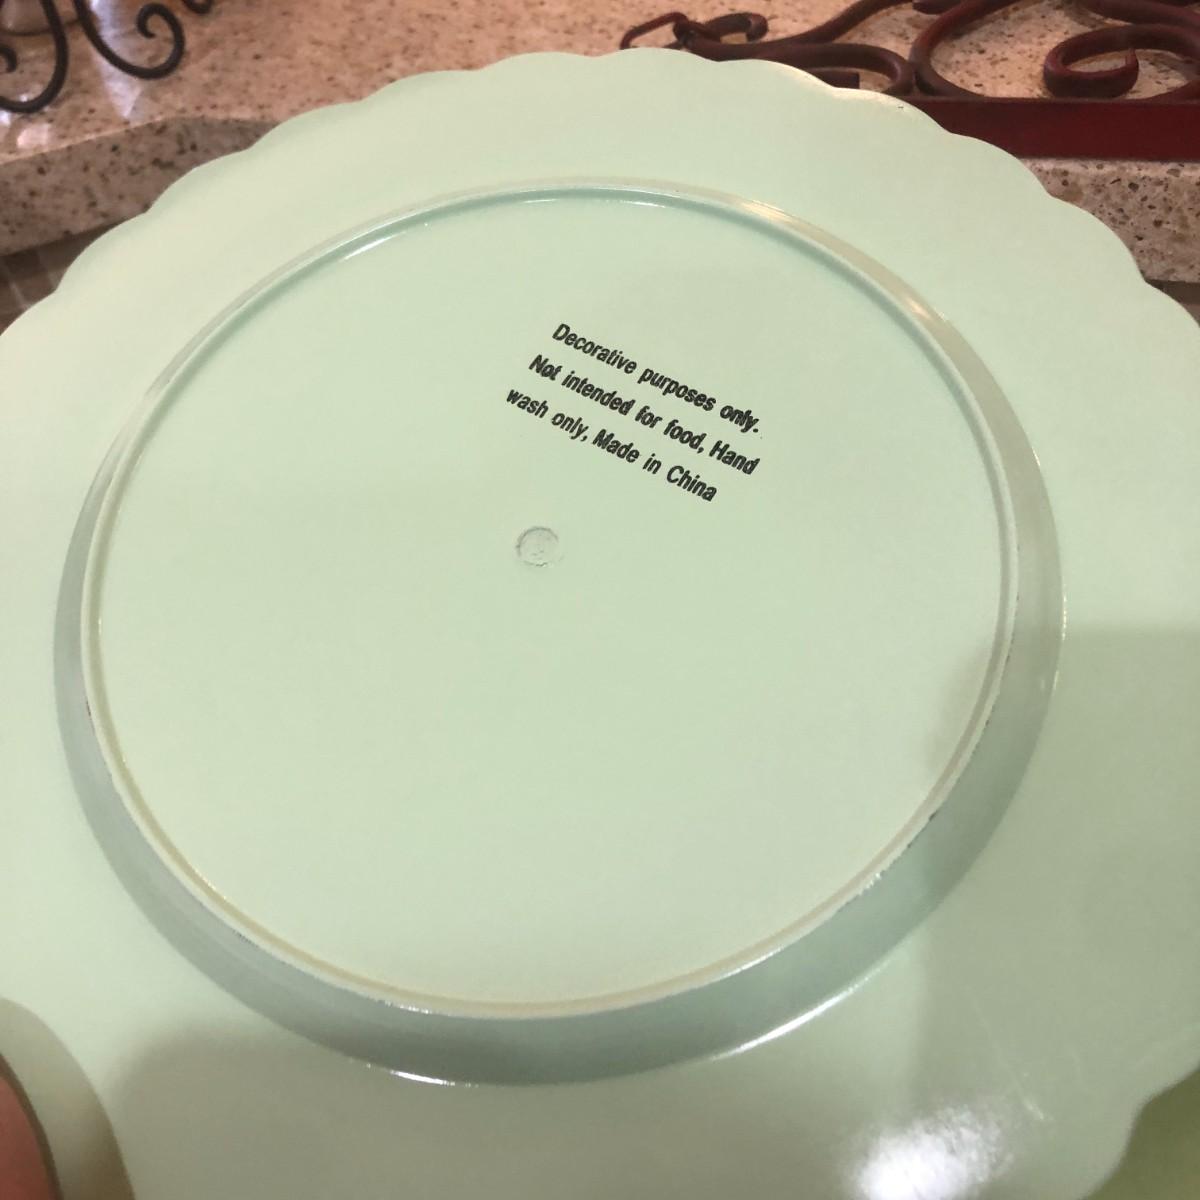 Decorative purposes only.
Not intended for food, Hand
wash only, Made in China